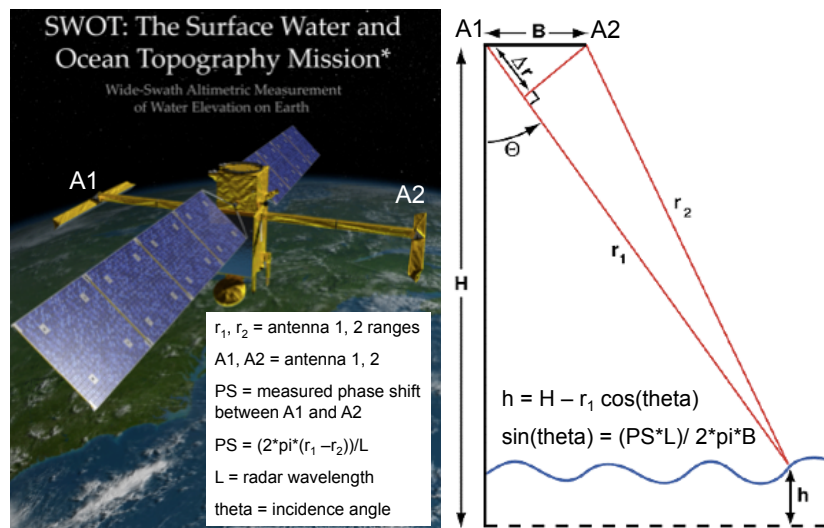 SWOT: The Surface Water and
Ocean Topography Mission*
Wide-Swath Altimetric Measurement
of Water Elevation on Earth
A1
A2
r₁, r₂ = antenna 1, 2 ranges
A1, A2 = antenna 1, 2
PS = measured phase shift
between A1 and A2
PS = (2*pi*(r₁ –r₂))/L
L = radar wavelength
theta = incidence angle
A1 B A2
Δr
Θ
r₂
r₁
H
h = H – r₁ cos(theta)
sin(theta) = (PS*L)/ 2*pi*B
h